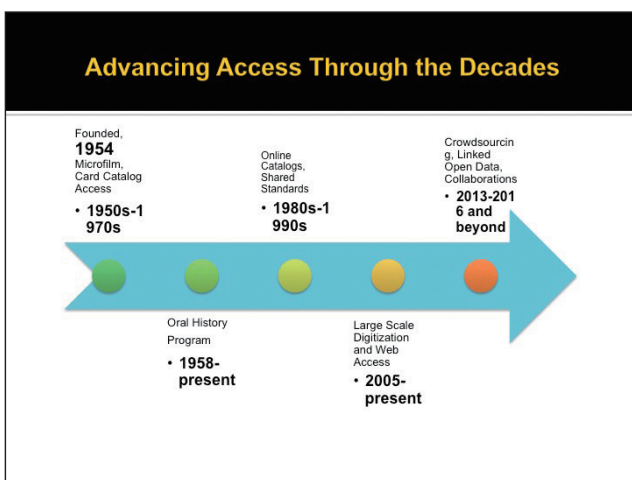 Advancing Access Through the Decades
Founded,
1954
Microfilm,
Card Catalog
Access
• 1950s-1
970s
Oral History
Program
• 1958-
present
Online
Catalogs,
Shared
Standards
• 1980s-1
990s
Large Scale
Digitization
and Web
Access
• 2005-
present
Crowdsourcin
g, Linked
Open Data,
Collaborations
• 2013-201
6 and
beyond